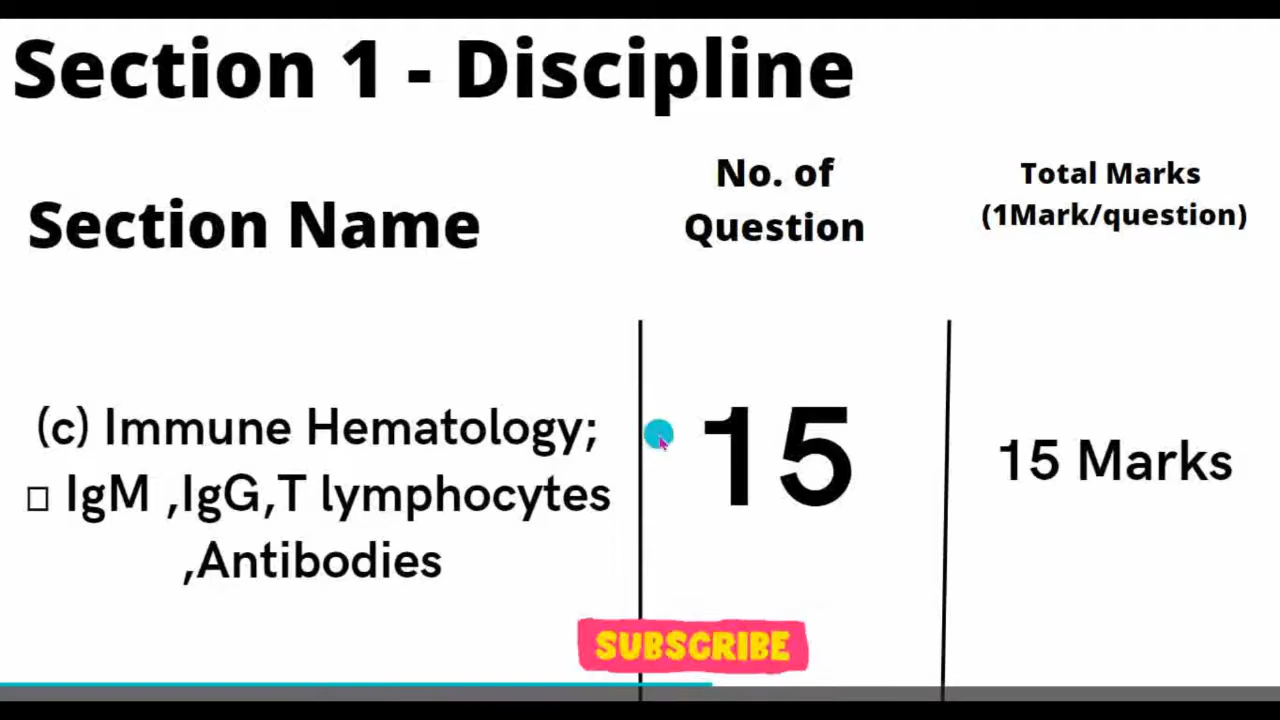 Section 1 - Discipline
No. of
Question
Total Marks
(1Mark/question)
Section Name
(c) Immune Hematology;
□ IgM ,IgG,T lymphocytes
,Antibodies
15
15 Marks
SUBSCRIBE